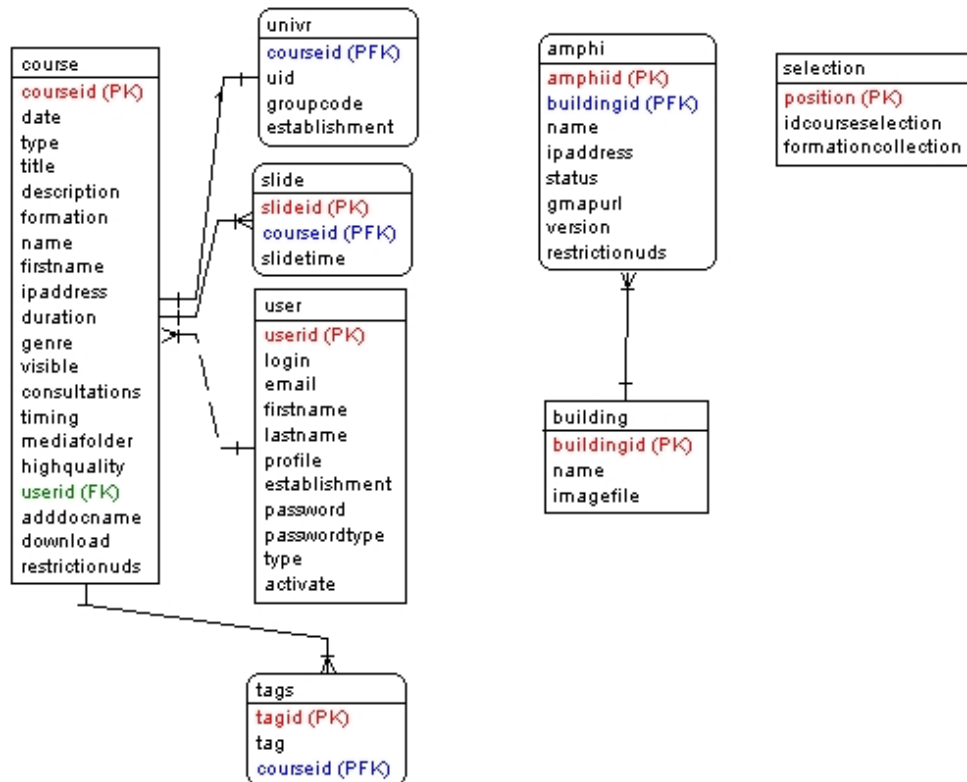 course
courseid (PK)
date
type
title
description
formation
name
firstname
ipaddress
duration
genre
visible
consultations
timing
mediafolder
highquality
userid (FK)
adddocname
download
restrictionuds
univr
courseid (PFK)
uid
groupcode
establishment
slide
slideid (PK)
courseid (PFK)
slidetime
user
userid (PK)
login
email
firstname
lastname
profile
establishment
password
passwordtype
type
activate
tags
tagid (PK)
tag
courseid (PFK)
amphi
amphiid (PK)
buildingid (PFK)
name
ipaddress
status
gmapurl
version
restrictionuds
building
buildingid (PK)
name
imagefile
selection
position (PK)
idcourseselection
formationcollection